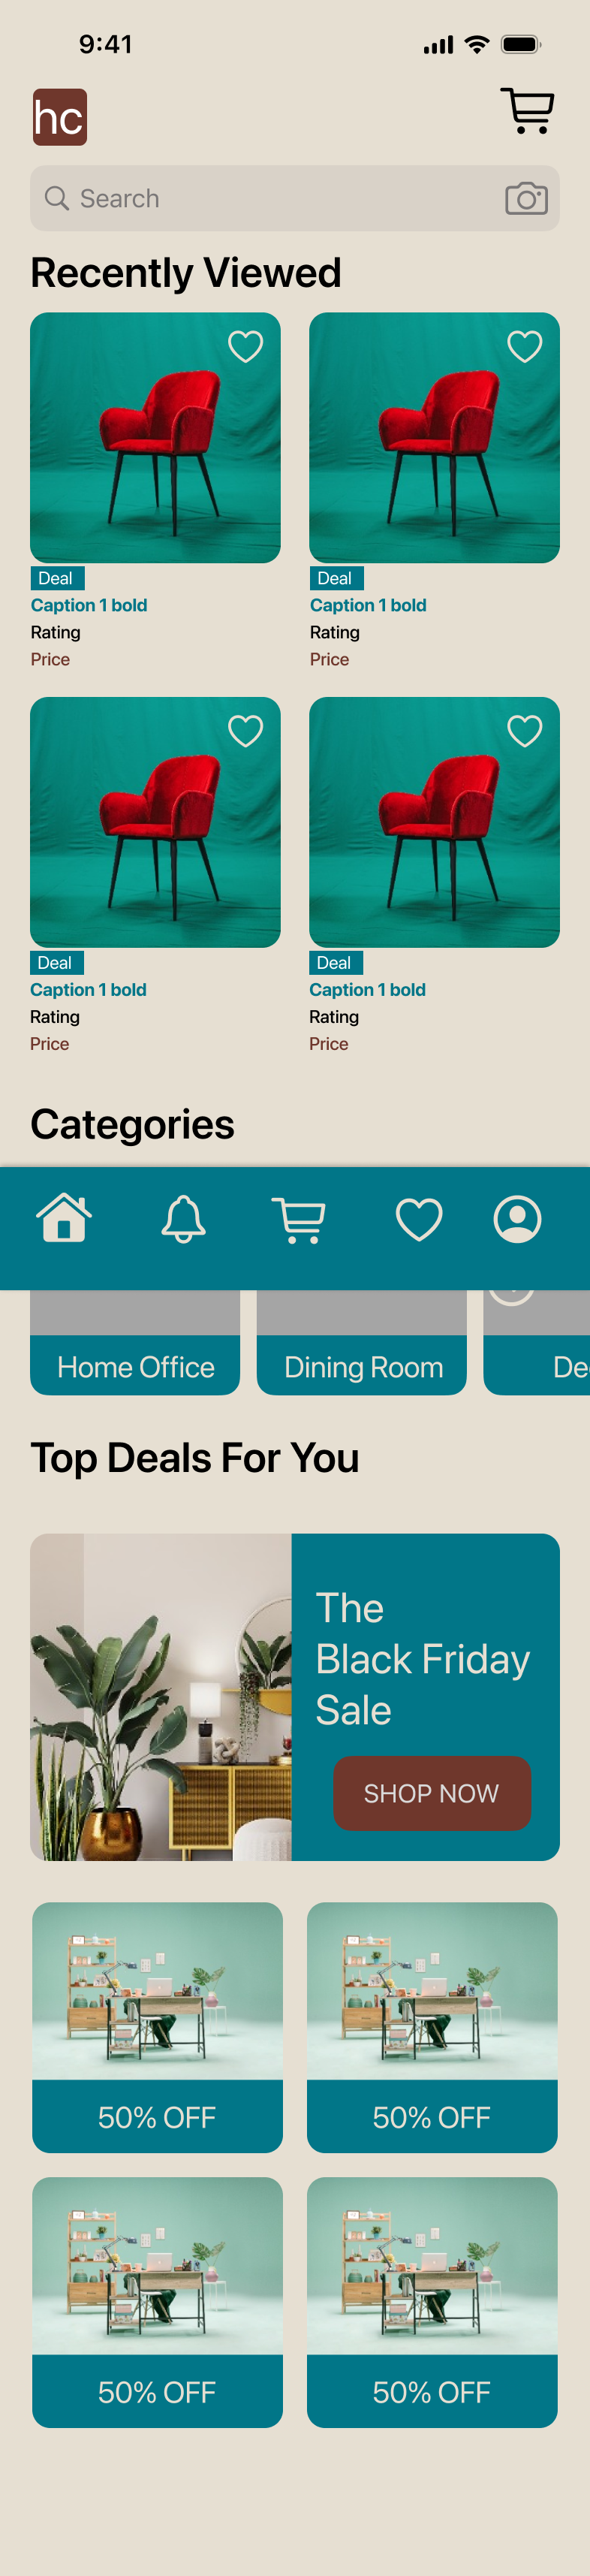 9:41
hc
Search
Recently Viewed
Deal
Deal
Caption 1 bold
Caption 1 bold
Rating
Rating
Price
Price
Deal
Deal
Caption 1 bold
Caption 1 bold
Rating
Rating
Price
Price
Categories
Home Office
Dining Room
Top Deals For You
The
Black Friday
Sale
SHOP NOW
50% OFF
50% OFF
50% OFF
50% OFF